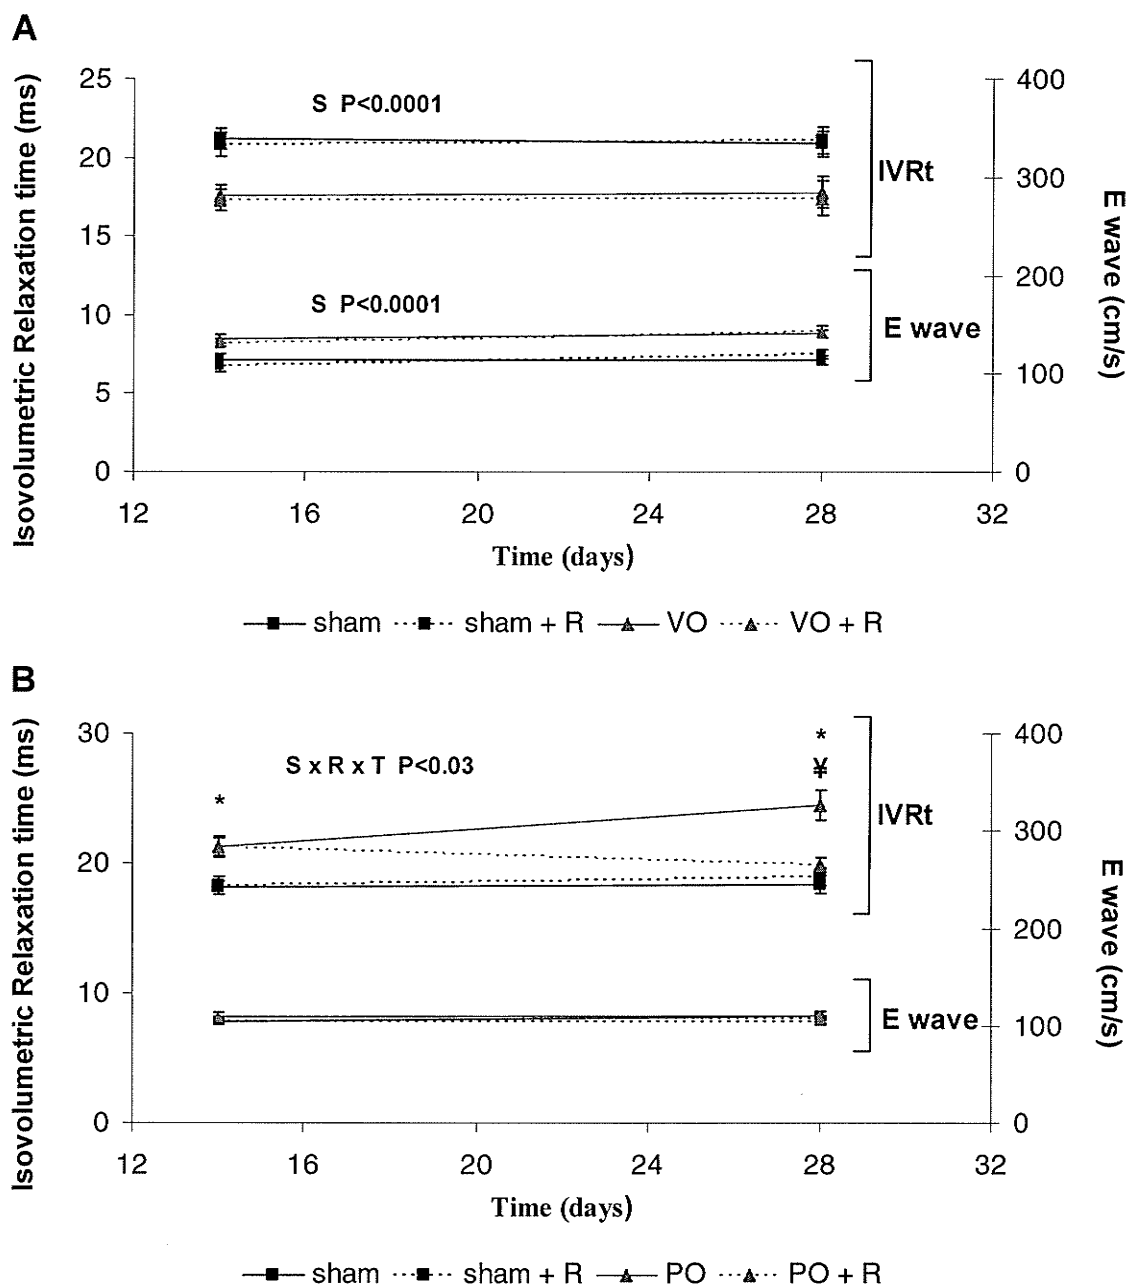 A
Isovolumetric Relaxation time (ms)
25
20
15
10
5
0
S P<0.0001
S P<0.0001
IVRt
E wave
400
300
200
100
0
E wave (cm/s)
12 16 20 24 28 32
Time (days)
sham sham + R VO VO + R
B
Isovolumetric Relaxation time (ms)
30
20
10
0
S x R x T P<0.03
*
*
¥
‡
IVRt
E wave
400
300
200
100
0
E wave (cm/s)
12 16 20 24 28 32
Time (days)
sham sham + R PO PO + R